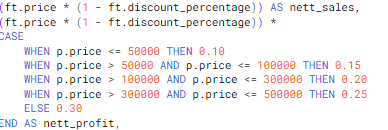 (ft.price * (1 - ft.discount_percentage)) AS nett_sales,
(ft.price * (1 - ft.discount_percentage)) *
CASE
    WHEN p.price <= 50000 THEN 0.10
    WHEN p.price > 50000 AND p.price <= 100000 THEN 0.15
    WHEN p.price > 100000 AND p.price <= 300000 THEN 0.20
    WHEN p.price > 300000 AND p.price <= 500000 THEN 0.25
    ELSE 0.30
END AS nett_profit,